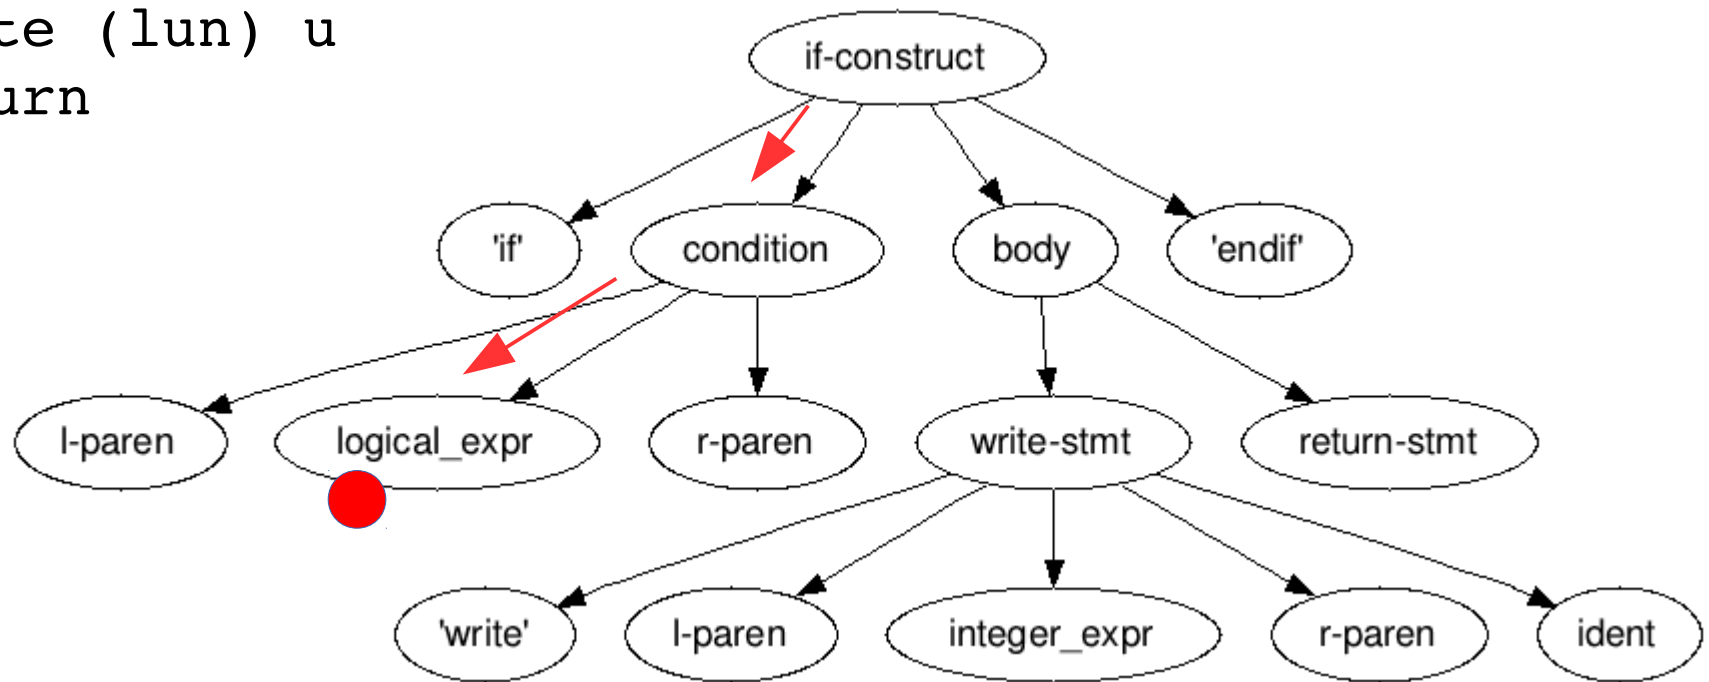 te (lun) u
urn
if-construct
'if' condition body 'endif'
l-paren logical_expr r-paren write-stmt return-stmt
'write' l-paren integer_expr r-paren ident